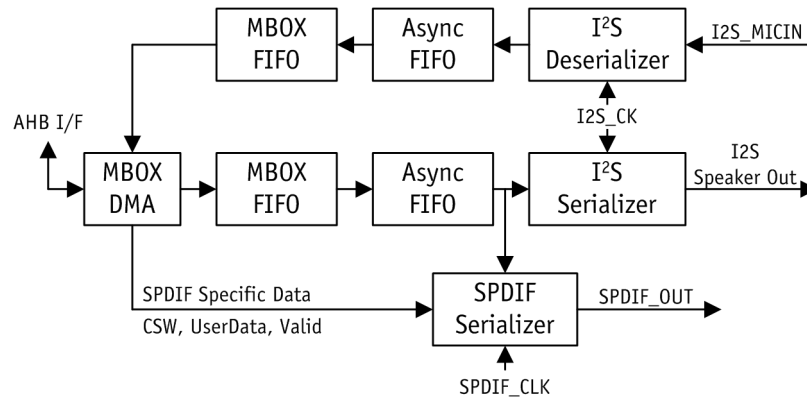 MBOX
FIFO
Async
FIFO
I²S
Deserializer
I2S_MICIN
AHB I/F
I2S_CK
MBOX
DMA
MBOX
FIFO
Async
FIFO
I²S
Serializer
I2S
Speaker Out
SPDIF Specific Data
CSW, UserData, Valid
SPDIF
Serializer
SPDIF_OUT
SPDIF_CLK